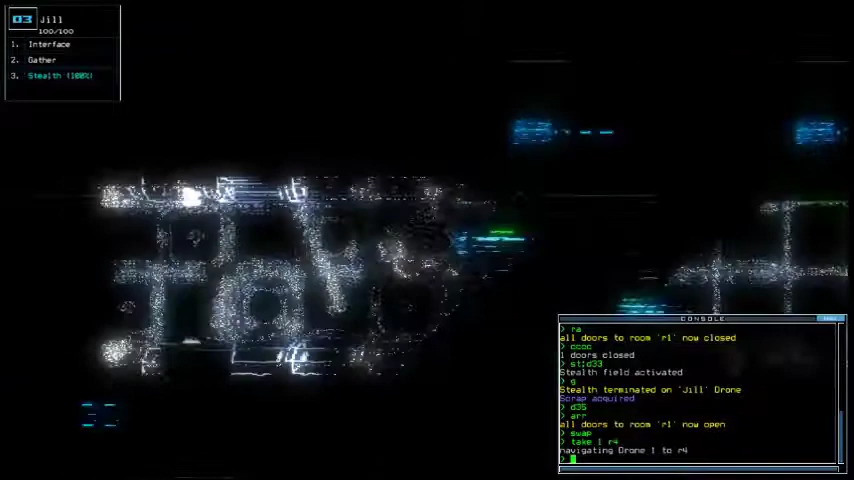 03 Jill
100/100
1. Interface
2. Gather
3. Stealth (100%)
CONSOLE
> ra
all doors to room 'r1' now closed
> cccc
1 doors closed
> st;d33
Stealth field activated
> g
Stealth terminated on 'Jill' Drone
Scrap acquired
> d35
> arr
all doors to room 'r1' now open
> swap
> take 1 r4
navigating Drone 1 to r4
>